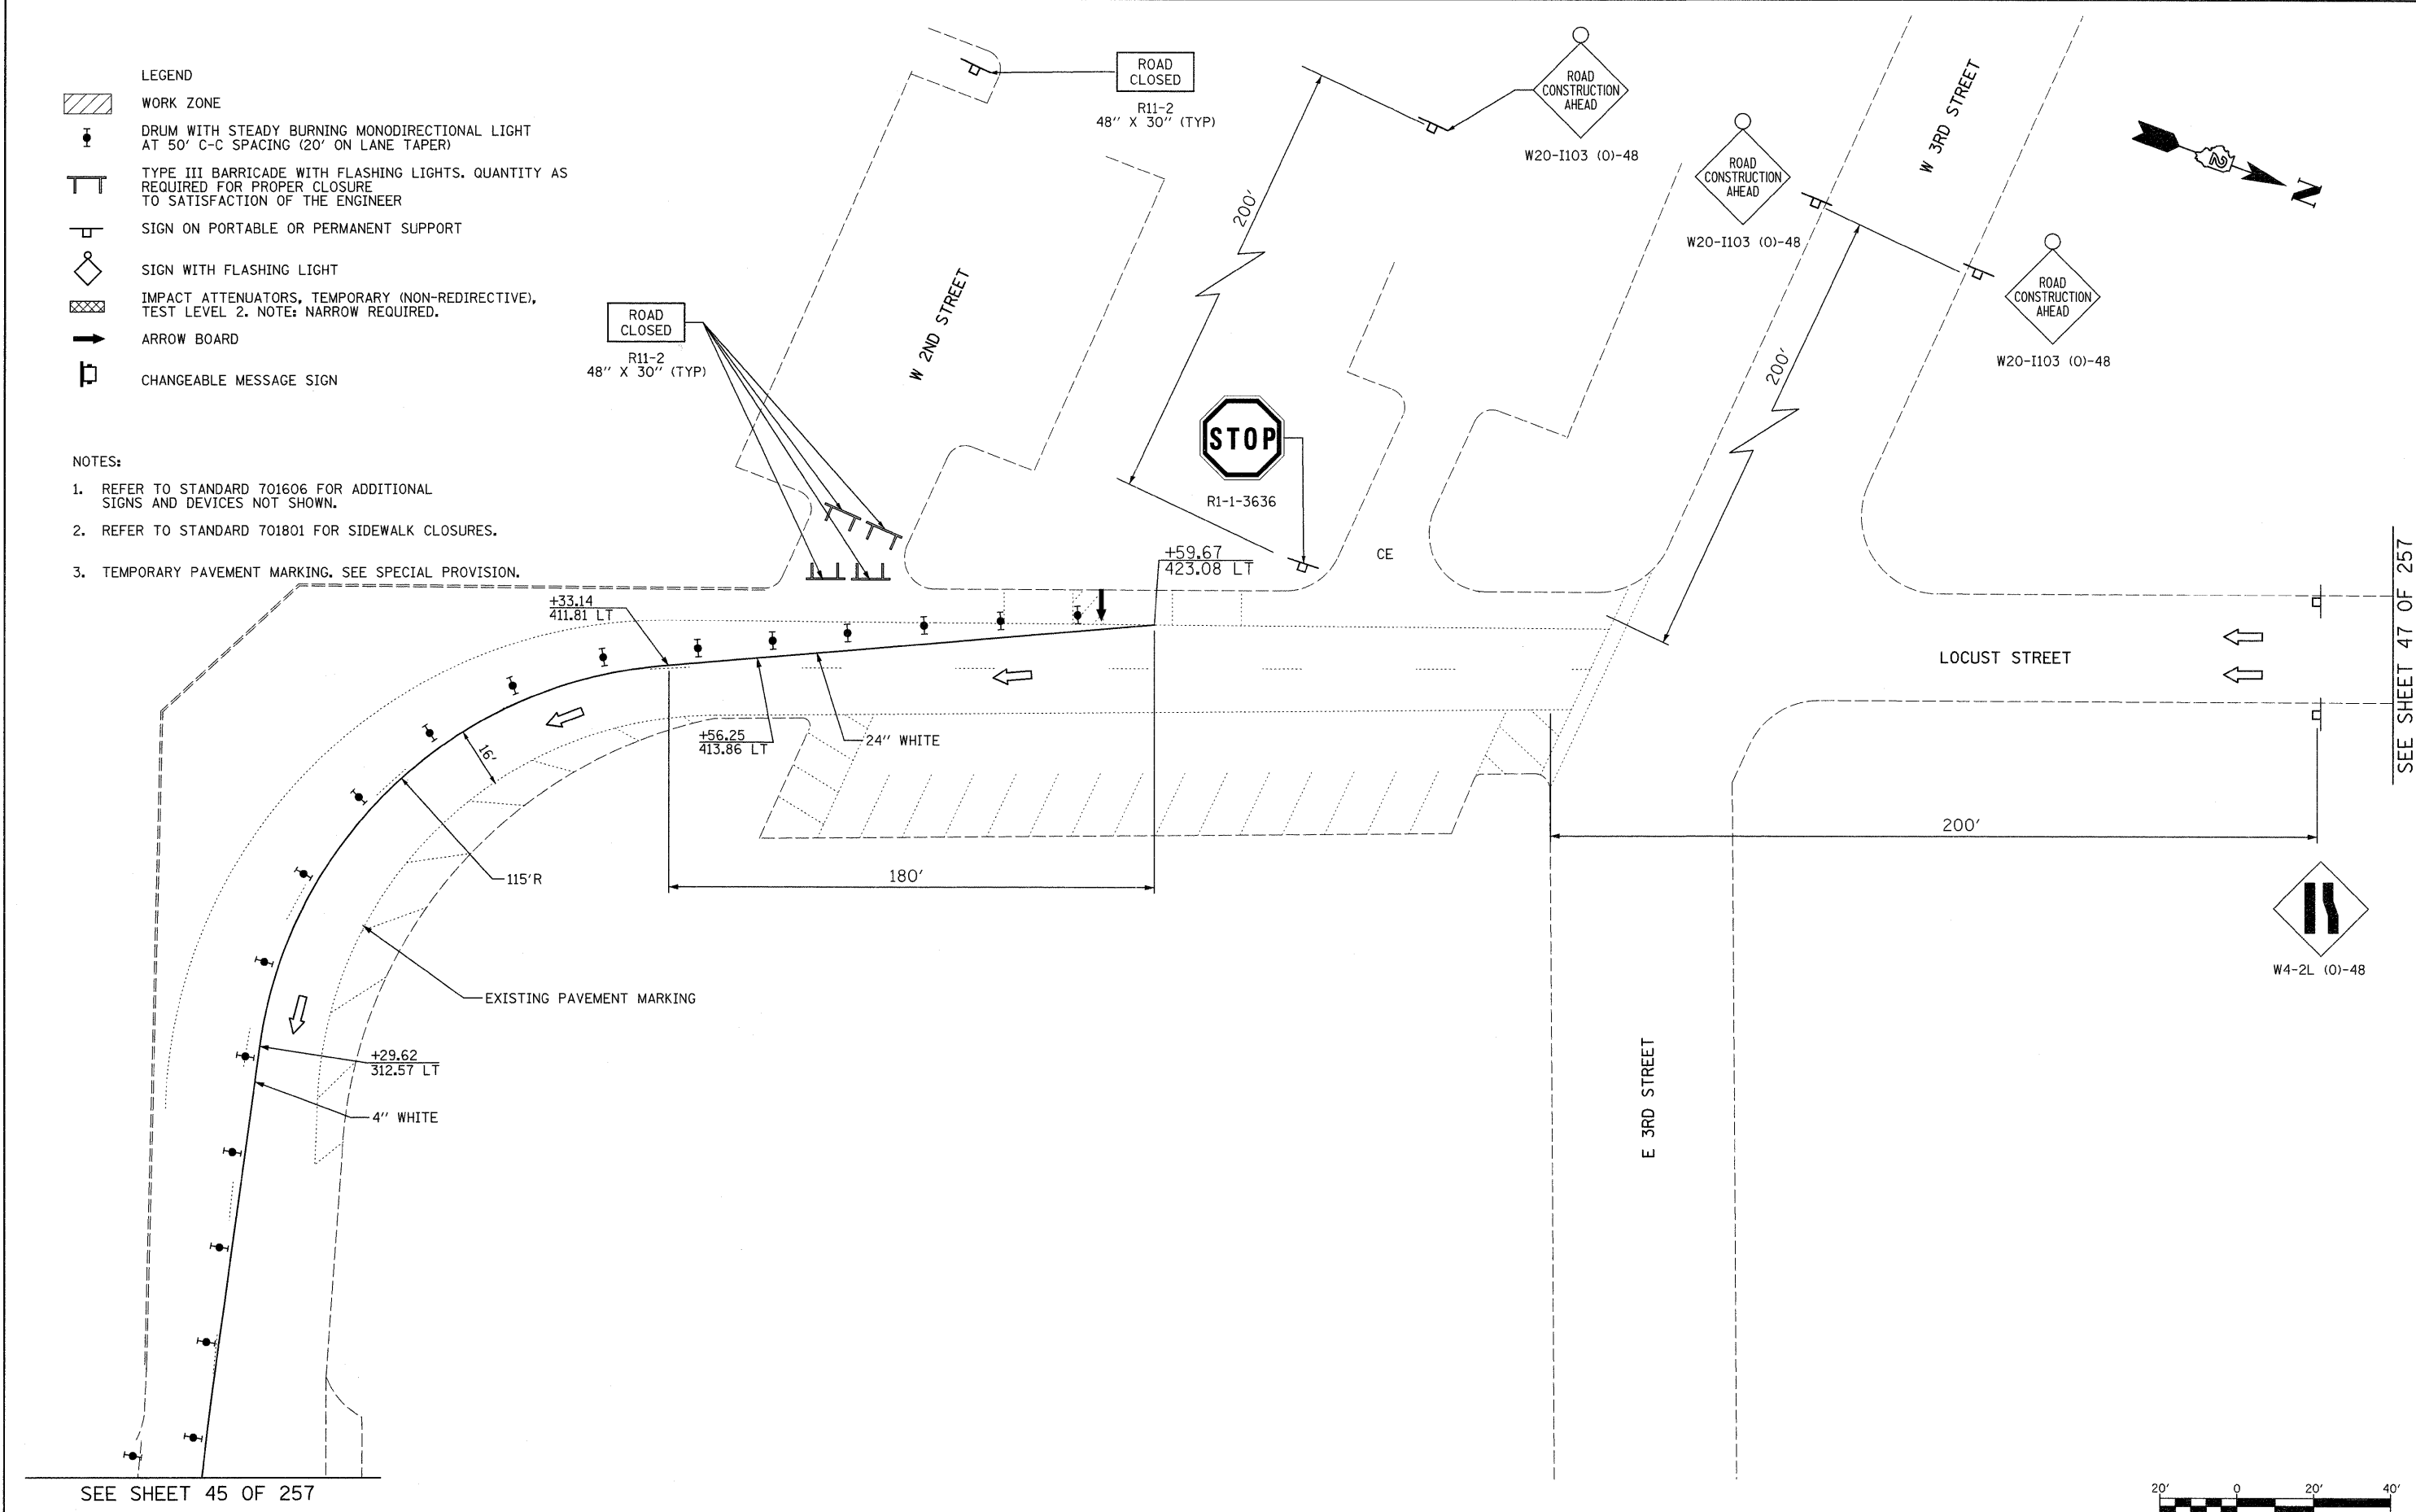 LEGEND
WORK ZONE
DRUM WITH STEADY BURNING MONODIRECTIONAL LIGHT
AT 50' C-C SPACING (20' ON LANE TAPER)
TYPE III BARRICADE WITH FLASHING LIGHTS. QUANTITY AS
REQUIRED FOR PROPER CLOSURE
TO SATISFACTION OF THE ENGINEER
SIGN ON PORTABLE OR PERMANENT SUPPORT
SIGN WITH FLASHING LIGHT
IMPACT ATTENUATORS, TEMPORARY (NON-REDIRECTIVE),
TEST LEVEL 2. NOTE: NARROW REQUIRED.
ARROW BOARD
CHANGEABLE MESSAGE SIGN
NOTES:
1. REFER TO STANDARD 701606 FOR ADDITIONAL
SIGNS AND DEVICES NOT SHOWN.
2. REFER TO STANDARD 701801 FOR SIDEWALK CLOSURES.
3. TEMPORARY PAVEMENT MARKING. SEE SPECIAL PROVISION.
ROAD
CLOSED
R11-2
48" X 30" (TYP)
ROAD
CLOSED
R11-2
48" X 30" (TYP)
W 2ND STREET
200'
ROAD
CONSTRUCTION
AHEAD
W20-I103 (O)-48
ROAD
CONSTRUCTION
AHEAD
W20-I103 (O)-48
W 3RD STREET
ROAD
CONSTRUCTION
AHEAD
W20-I103 (O)-48
2
N
200'
STOP
R1-1-3636
CE
+59.67
423.08 LT
+33.14
411.81 LT
LOCUST STREET
SEE SHEET 47 OF 257
+56.25
413.86 LT
24" WHITE
16'
115'R
180'
200'
W4-2L (O)-48
EXISTING PAVEMENT MARKING
+29.62
312.57 LT
4" WHITE
E 3RD STREET
SEE SHEET 45 OF 257
20' 0 20' 40'